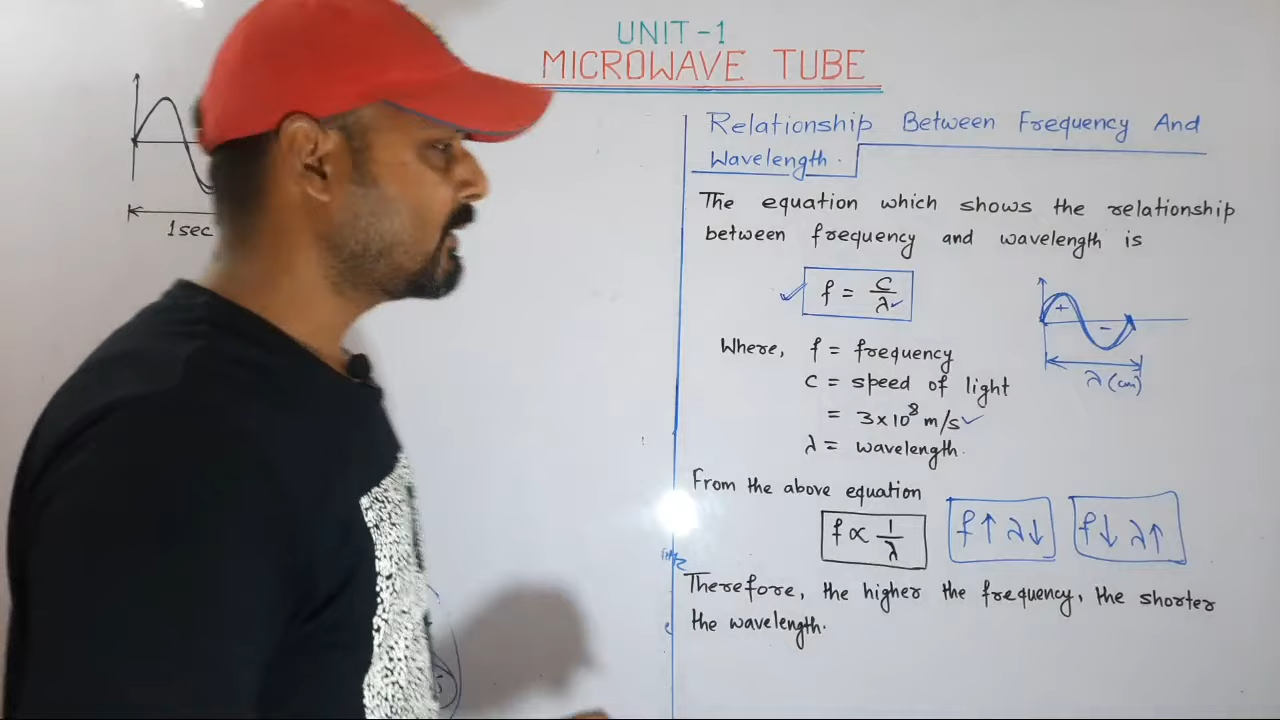 UNIT-1
MICROWAVE TUBE
1sec
Relationship Between Frequency And
Wavelength.
The equation which shows the relationship
between frequency and wavelength is
f = c/λ
+
-
λ(cm)
Where, f = frequency
c = speed of light
= 3x10⁸ m/s
λ = wavelength.
From the above equation
f ∝ 1/λ
f↑ λ↓
f↓ λ↑
Therefore, the higher the frequency, the shorter
the wavelength.